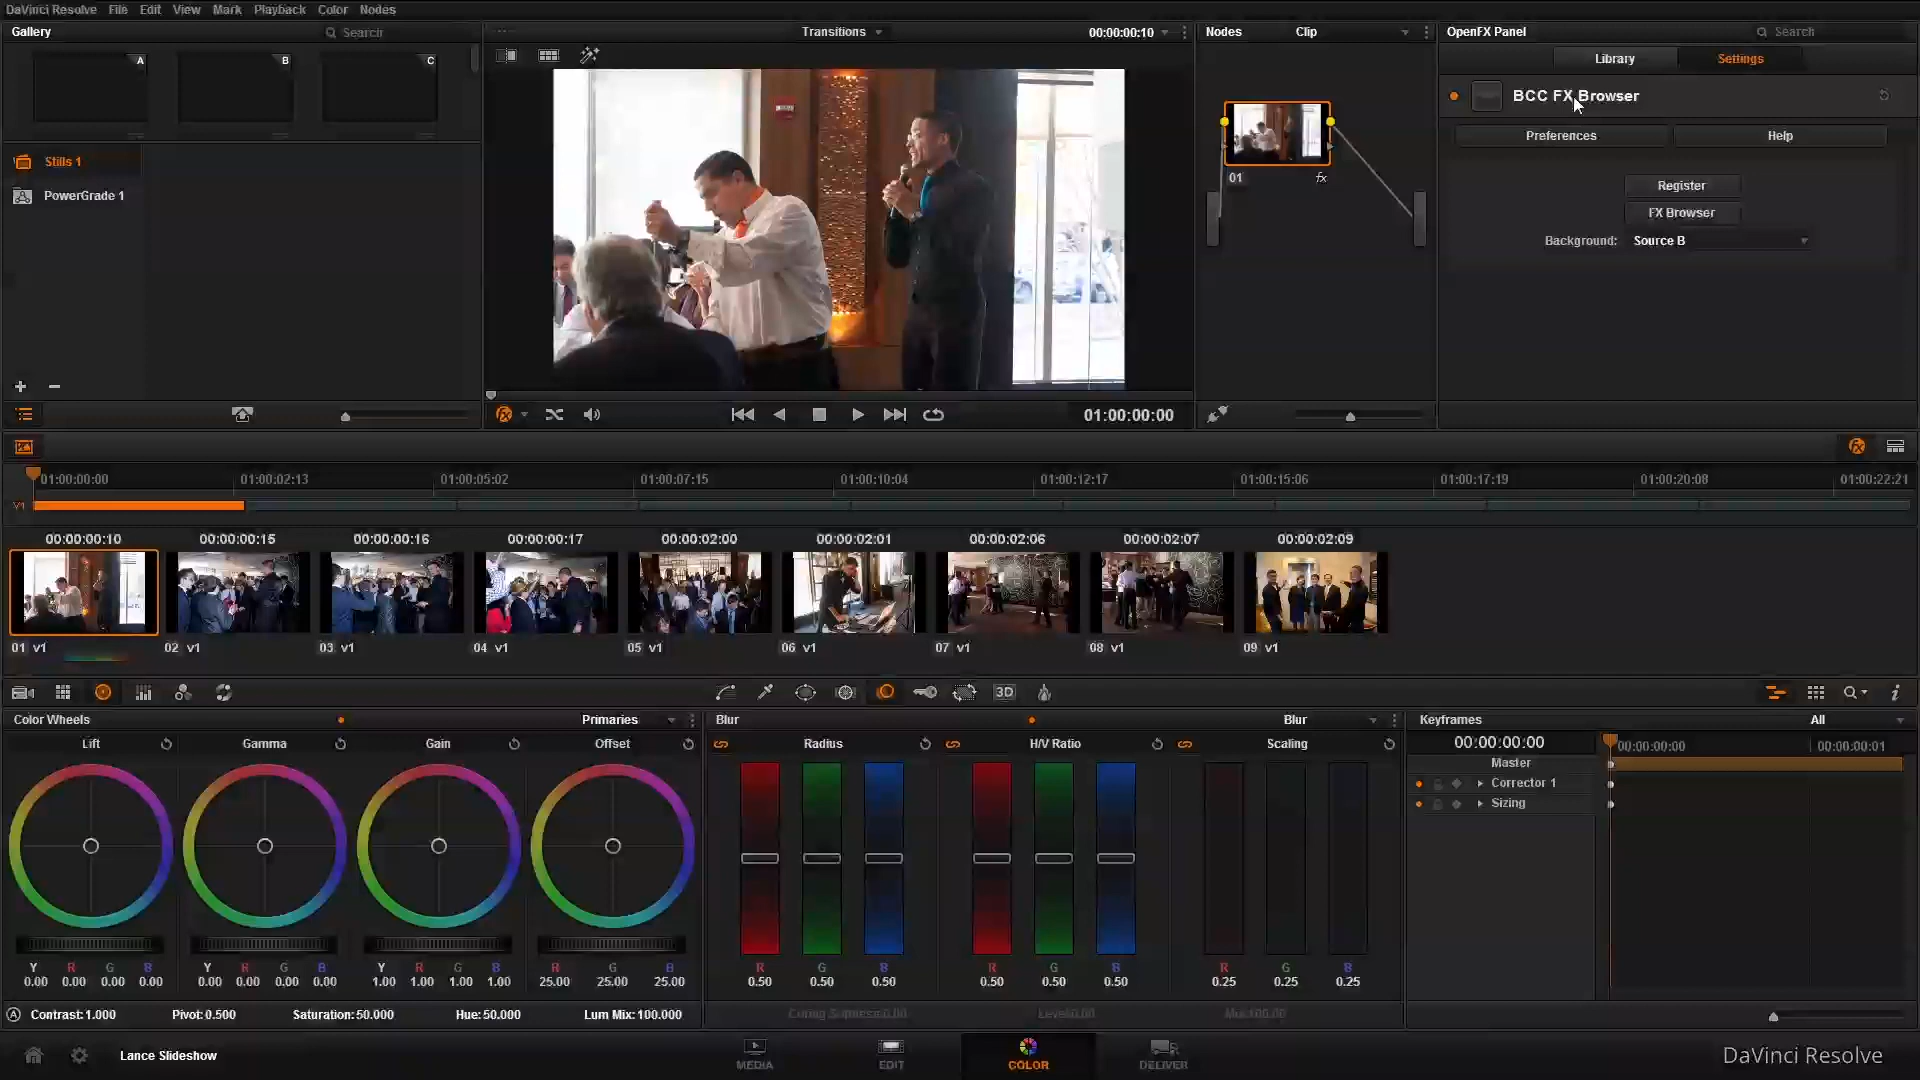 DaVinci Resolve File Edit View Mark Playback Color Nodes
Gallery Search
Transitions 00:00:00:10
Nodes Clip
OpenFX Panel Search
Library Settings
A B C
BCC FX Browser
Preferences Help
Stills 1
PowerGrade 1
01 fx
Register
FX Browser
Background: Source B
fx 01:00:00:00
fx
01:00:00:00 01:00:02:13 01:00:05:02 01:00:07:15 01:00:10:04 01:00:12:17 01:00:15:06 01:00:17:19 01:00:20:08 01:00:22:21
V1
00:00:00:10 00:00:00:15 00:00:00:16 00:00:00:17 00:00:02:00 00:00:02:01 00:00:02:06 00:00:02:07 00:00:02:09
01 v1 02 v1 03 v1 04 v1 05 v1 06 v1 07 v1 08 v1 09 v1
3D
Color Wheels Primaries
Blur Blur
Keyframes All
Lift Gamma Gain Offset
Radius H/V Ratio Scaling
00:00:00:00 00:00:00:00 00:00:00:01
Master
Corrector 1
Sizing
Y R G B Y R G B Y R G B R G B
0.00 0.00 0.00 0.00 0.00 0.00 0.00 0.00 1.00 1.00 1.00 1.00 25.00 25.00 25.00
R G B R G B R G B
0.50 0.50 0.50 0.50 0.50 0.50 0.25 0.25 0.25
A Contrast:1.000 Pivot:0.500 Saturation:50.000 Hue:50.000 Lum Mix:100.000
Level:0.00 Mix:100.00
Lance Slideshow
MEDIA EDIT COLOR DELIVER
DaVinci Resolve